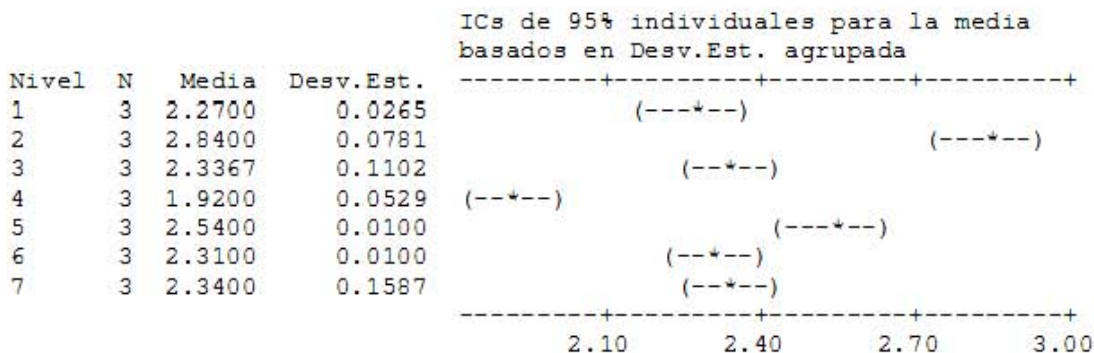 ICs de 95% individuales para la media
basados en Desv.Est. agrupada
Nivel  N   Media  Desv.Est.  ---------+---------+---------+---------+
1      3  2.2700     0.0265             (---*--)
2      3  2.8400     0.0781                                (---*--)
3      3  2.3367     0.1102                (--*--)
4      3  1.9200     0.0529  (--*--)
5      3  2.5400     0.0100                      (---*--)
6      3  2.3100     0.0100               (--*--)
7      3  2.3400     0.1587                (--*--)
---------+---------+---------+---------+
2.10      2.40      2.70      3.00